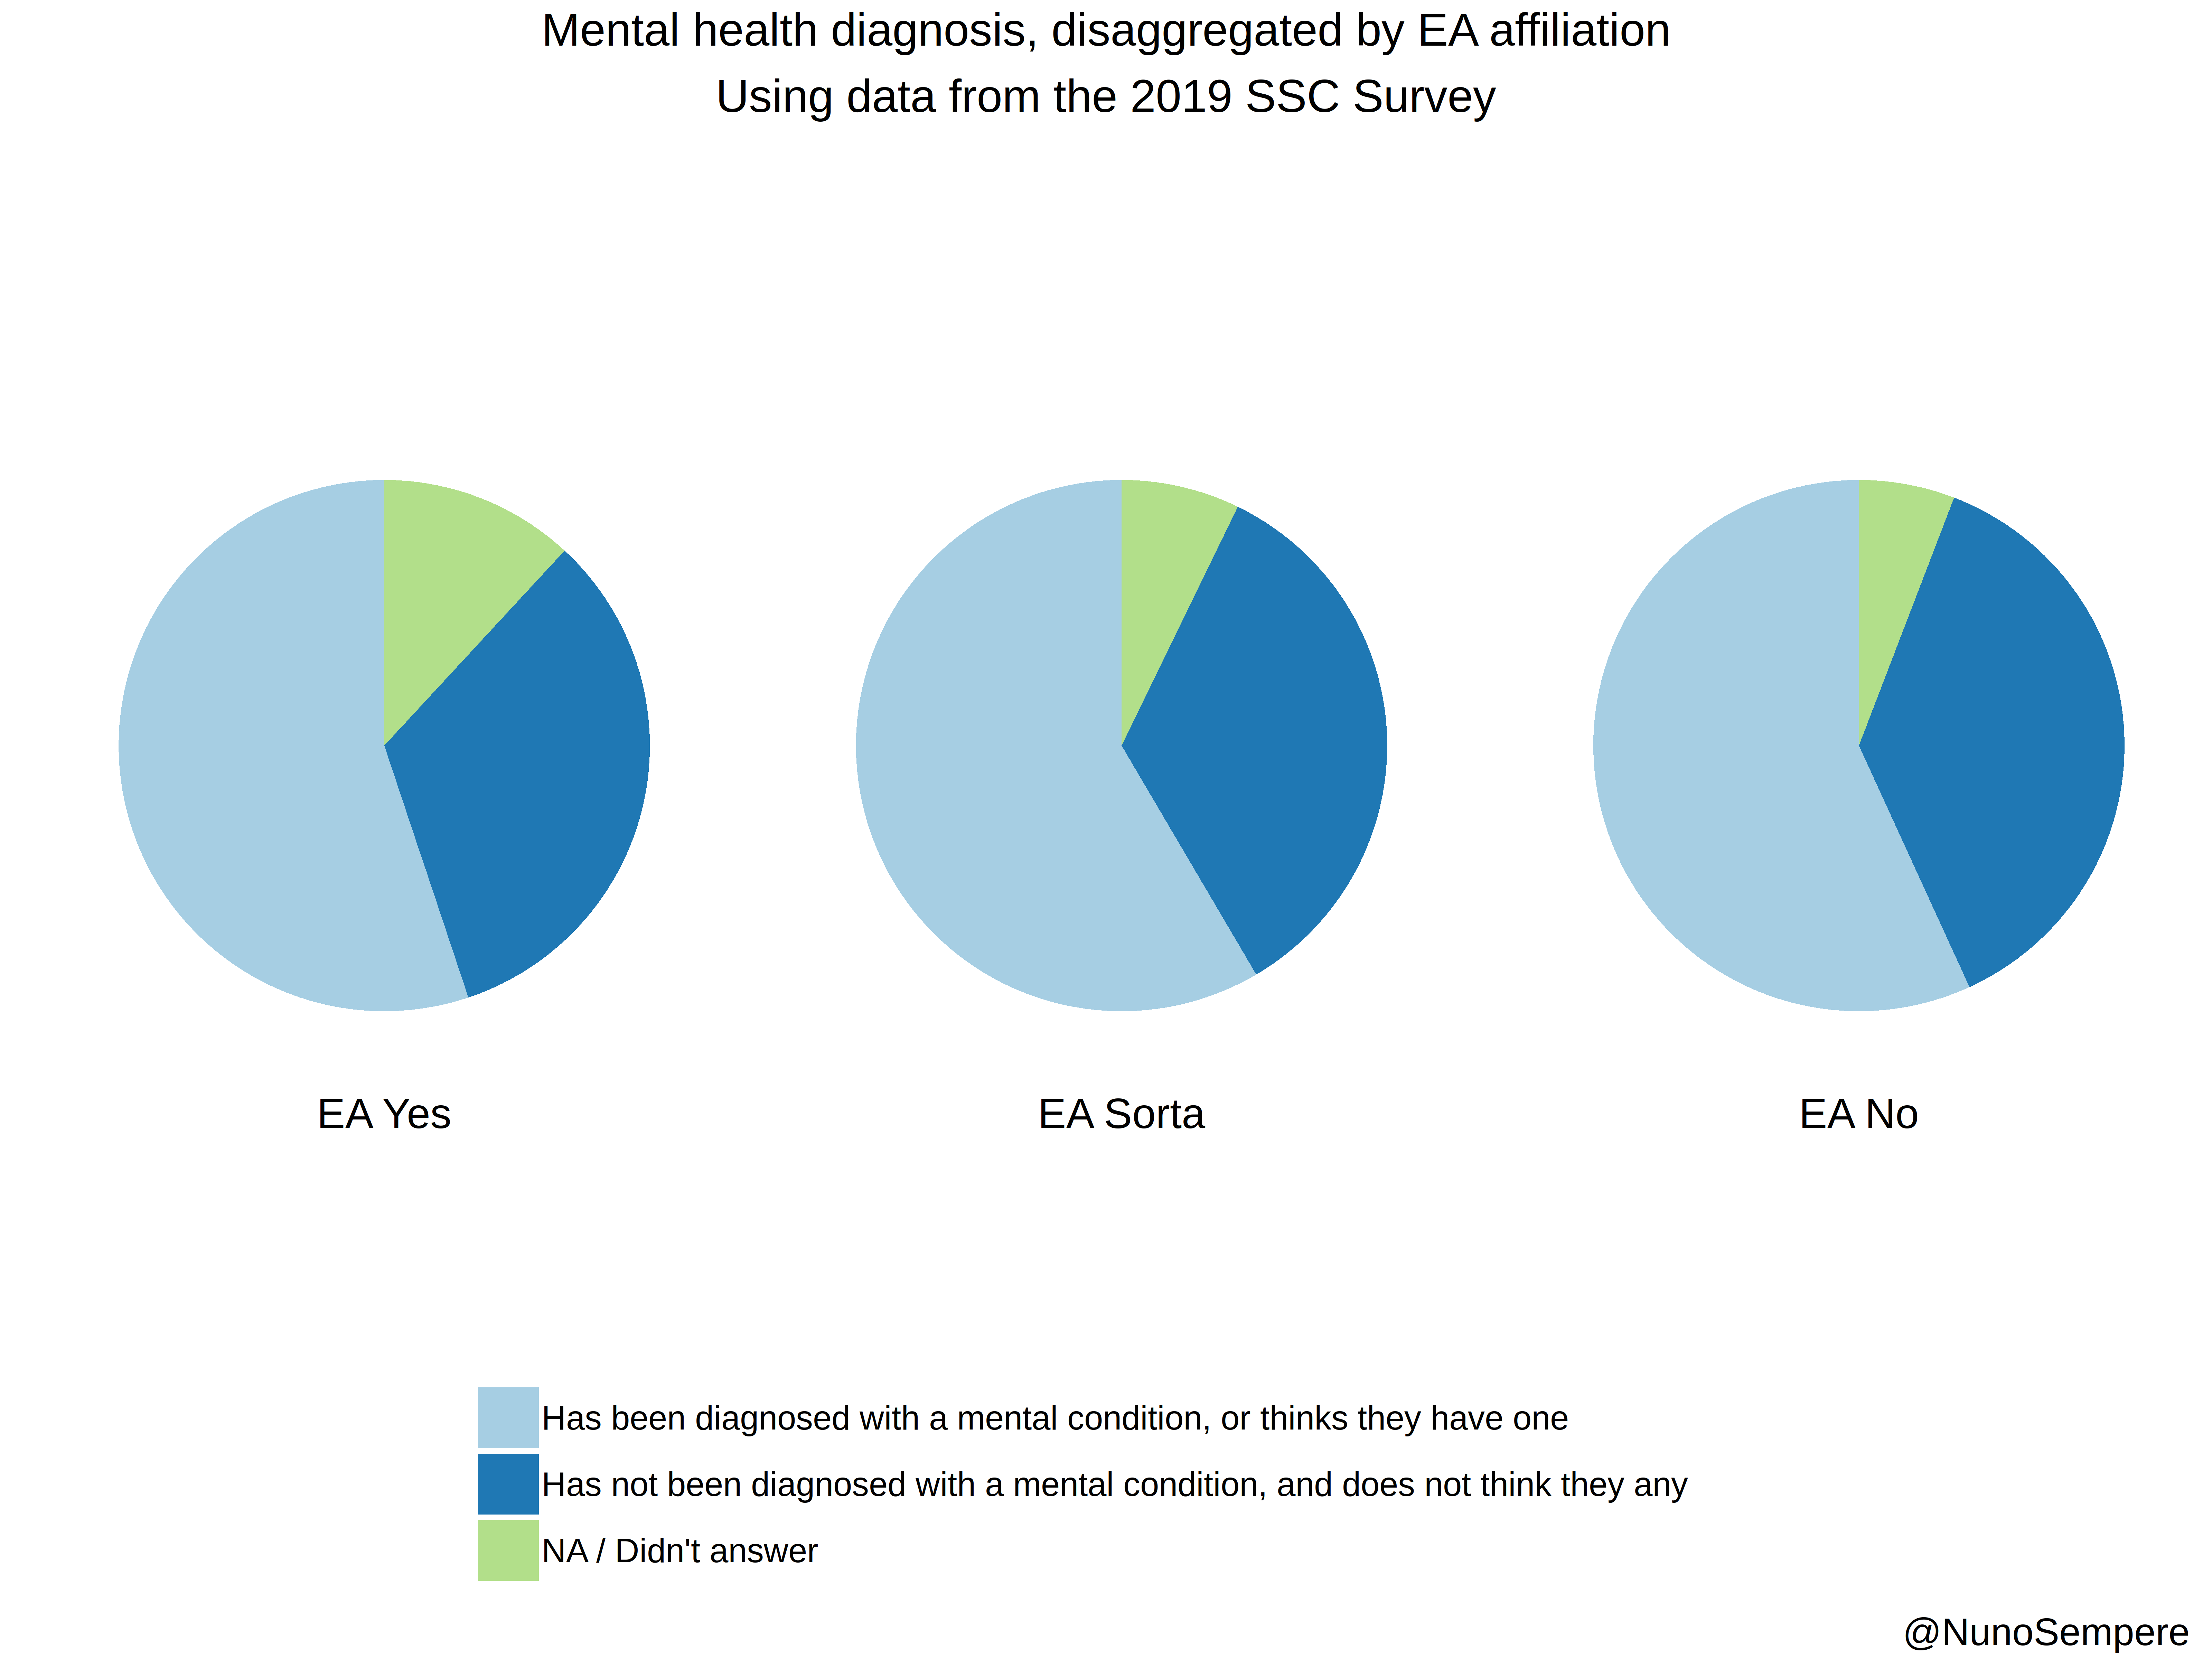 Mental health diagnosis, disaggregated by EA affiliation
Using data from the 2019 SSC Survey
EA Yes
EA Sorta
EA No
Has been diagnosed with a mental condition, or thinks they have one
Has not been diagnosed with a mental condition, and does not think they any
NA / Didn't answer
@NunoSempere